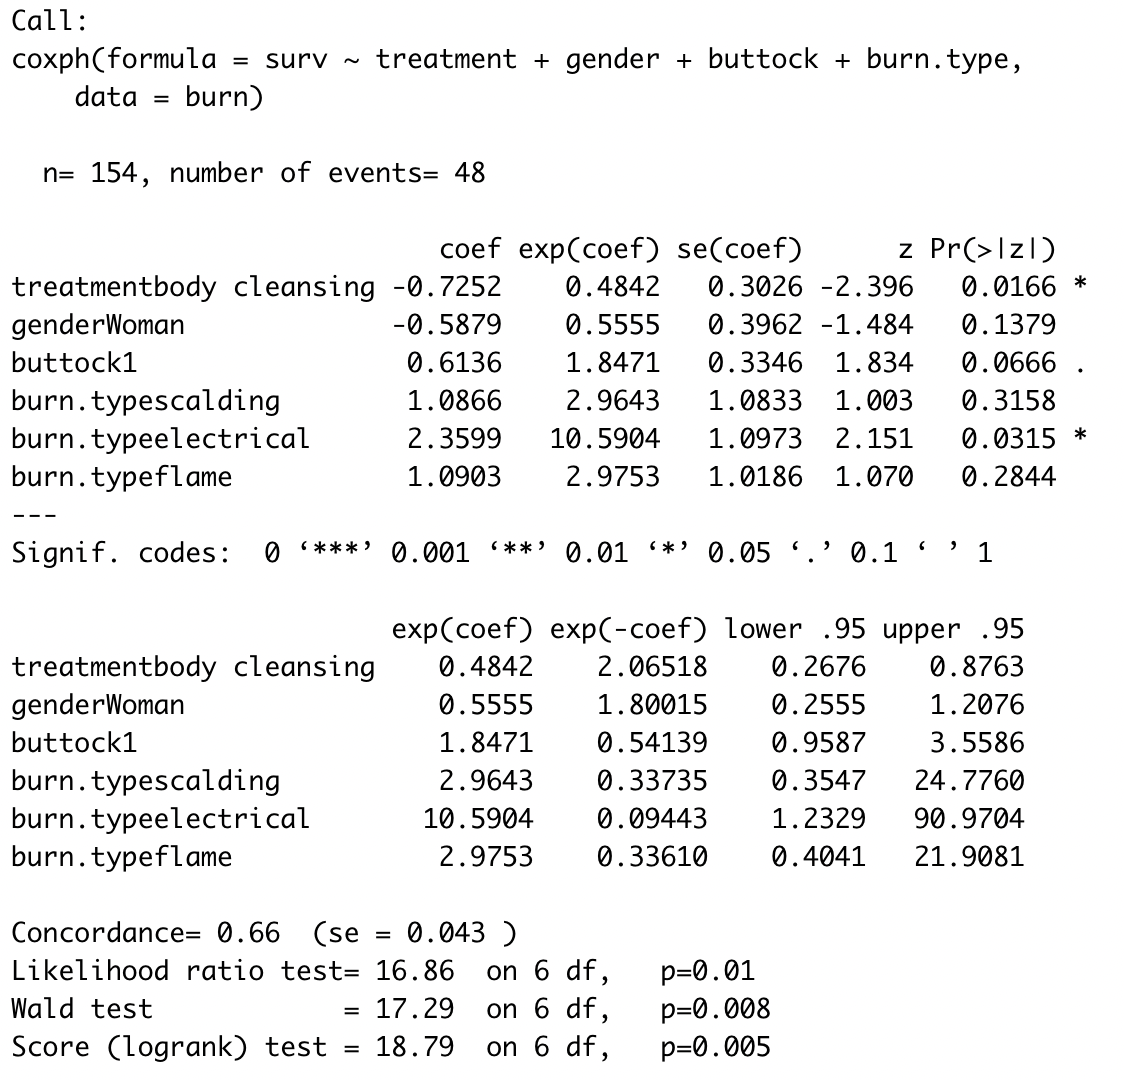 Call:
coxph(formula = surv ~ treatment + gender + buttock + burn.type,
    data = burn)

  n= 154, number of events= 48

                           coef exp(coef) se(coef)      z Pr(>|z|)
treatmentbody cleansing -0.7252    0.4842   0.3026 -2.396   0.0166 *
genderWoman             -0.5879    0.5555   0.3962 -1.484   0.1379
buttock1                 0.6136    1.8471   0.3346  1.834   0.0666 .
burn.typescalding        1.0866    2.9643   1.0833  1.003   0.3158
burn.typeelectrical      2.3599   10.5904   1.0973  2.151   0.0315 *
burn.typeflame           1.0903    2.9753   1.0186  1.070   0.2844
---
Signif. codes:  0 ‘***’ 0.001 ‘**’ 0.01 ‘*’ 0.05 ‘.’ 0.1 ‘ ’ 1

                        exp(coef) exp(-coef) lower .95 upper .95
treatmentbody cleansing    0.4842    2.06518    0.2676    0.8763
genderWoman                0.5555    1.80015    0.2555    1.2076
buttock1                   1.8471    0.54139    0.9587    3.5586
burn.typescalding          2.9643    0.33735    0.3547   24.7760
burn.typeelectrical       10.5904    0.09443    1.2329   90.9704
burn.typeflame             2.9753    0.33610    0.4041   21.9081

Concordance= 0.66  (se = 0.043 )
Likelihood ratio test= 16.86  on 6 df,   p=0.01
Wald test            = 17.29  on 6 df,   p=0.008
Score (logrank) test = 18.79  on 6 df,   p=0.005